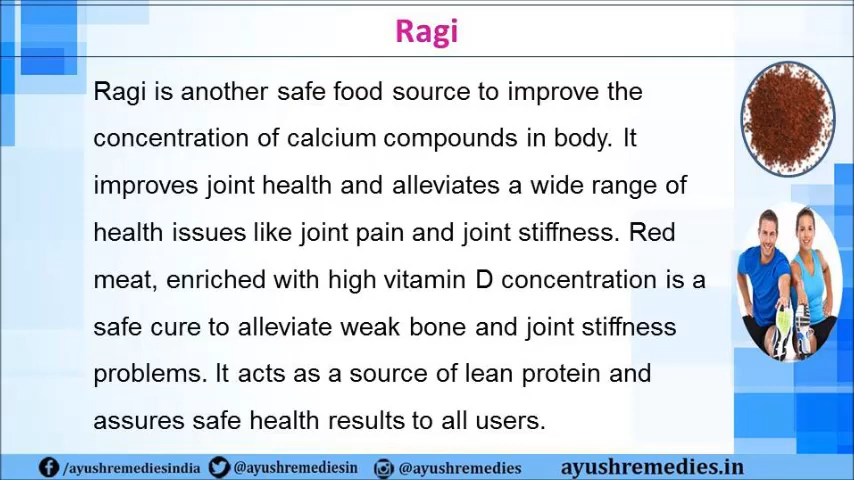 Ragi
Ragi is another safe food source to improve the
concentration of calcium compounds in body. It
improves joint health and alleviates a wide range of
health issues like joint pain and joint stiffness. Red
meat, enriched with high vitamin D concentration is a
safe cure to alleviate weak bone and joint stiffness
problems. It acts as a source of lean protein and
assures safe health results to all users.
/ayushremediesindia @ayushremediesin @ayushremedies ayushremedies.in